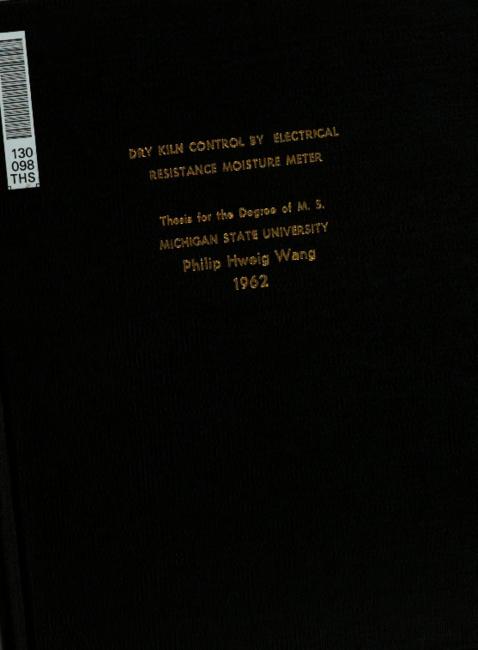 130
098
THS
DRY KILN CONTROL BY ELECTRICAL
RESISTANCE MOISTURE METER
Thesis for the Degree of M. S.
MICHIGAN STATE UNIVERSITY
Philip Hweig Wang
1962